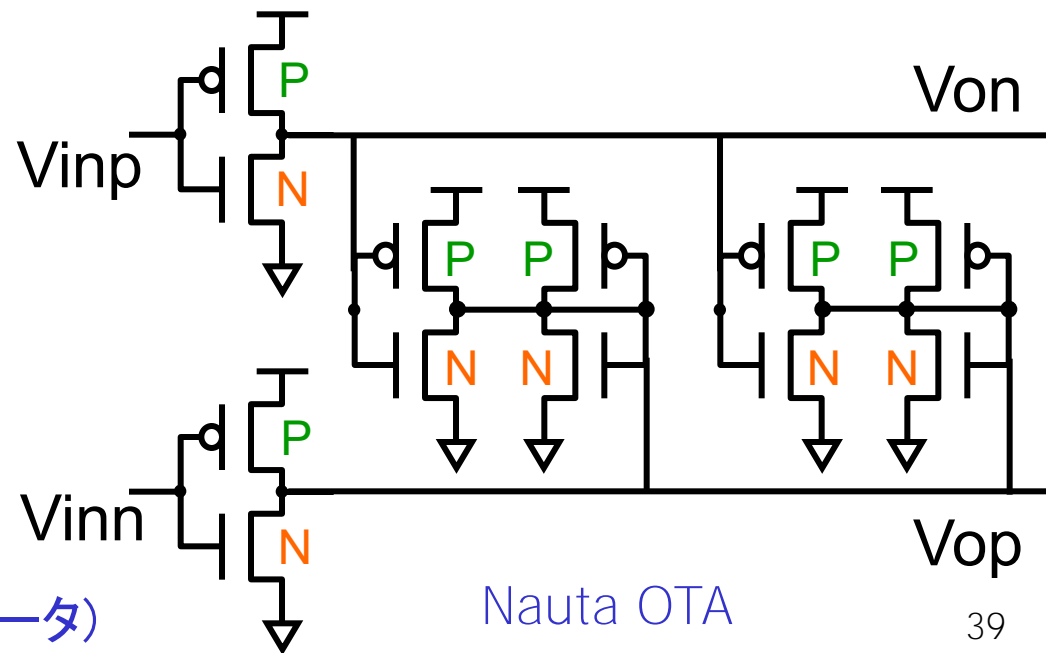 P
Von
Vinp
N
P P P P
N N N N
P
Vinn
Vop
N
ータ)
Nauta OTA
39